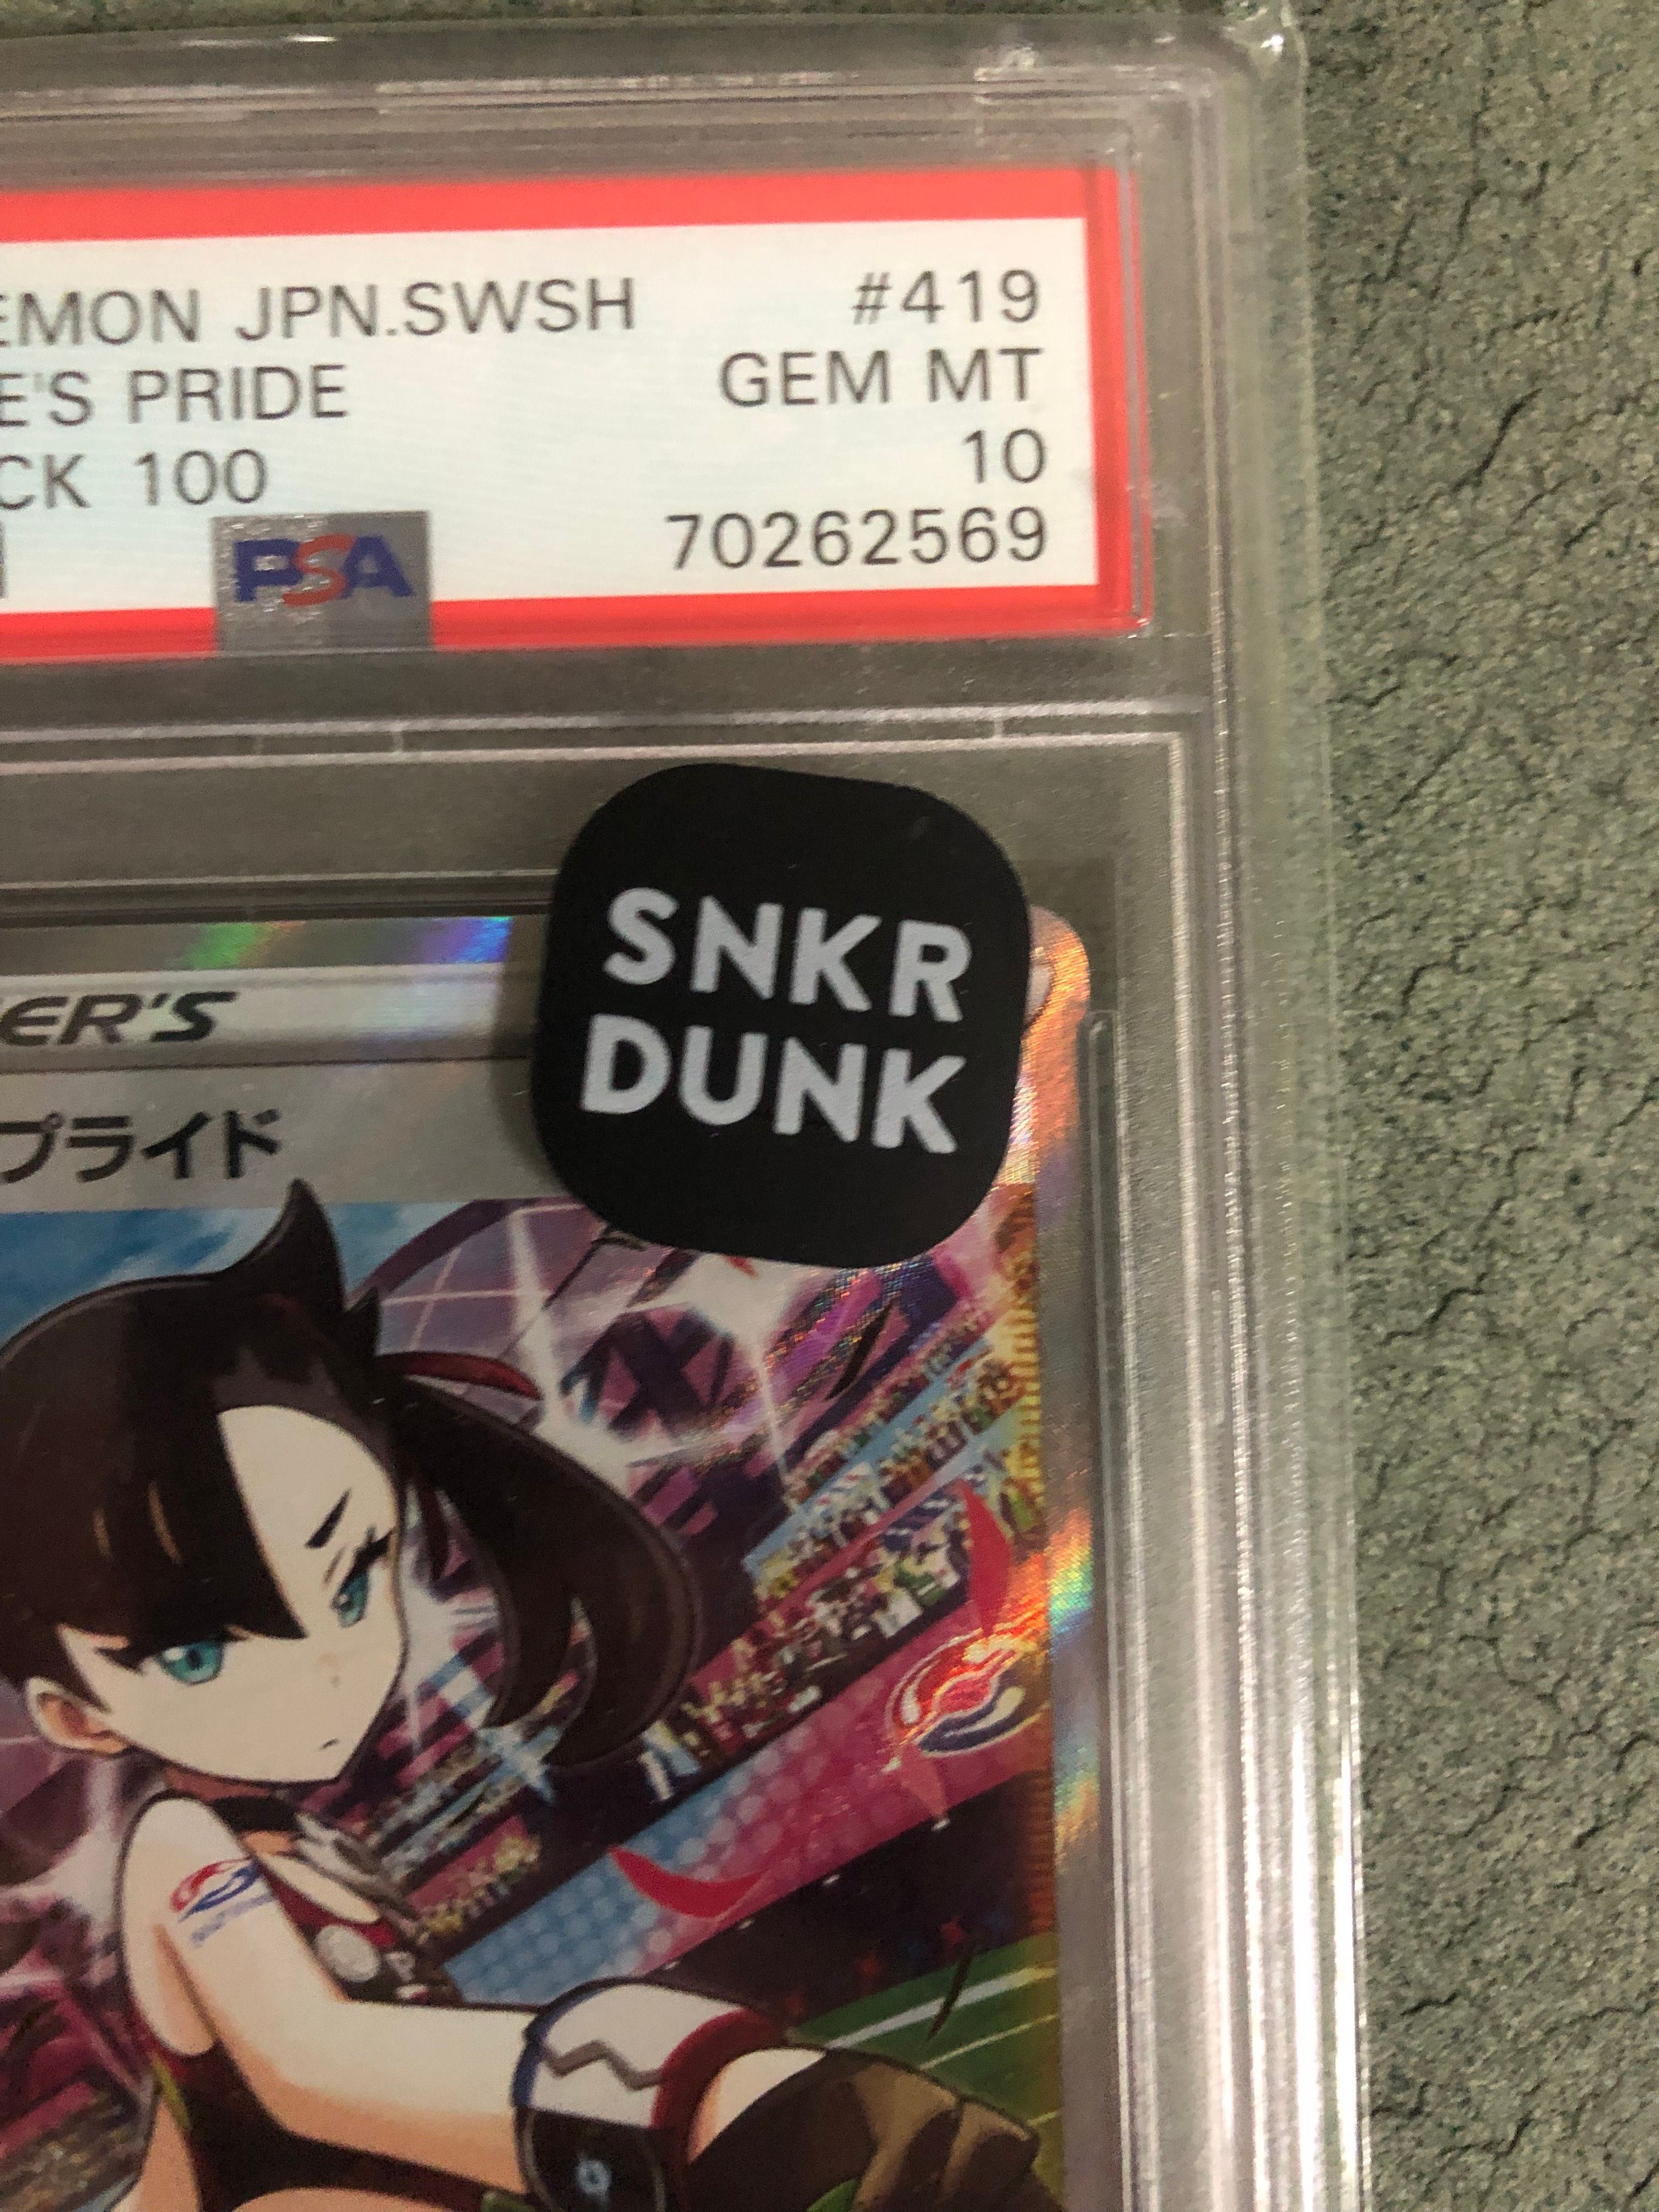 EMON JPN.SWSH #419
E'S PRIDE GEM MT
CK 100 10
PSA 70262569
SNKR
DUNK
ER'S
プライド